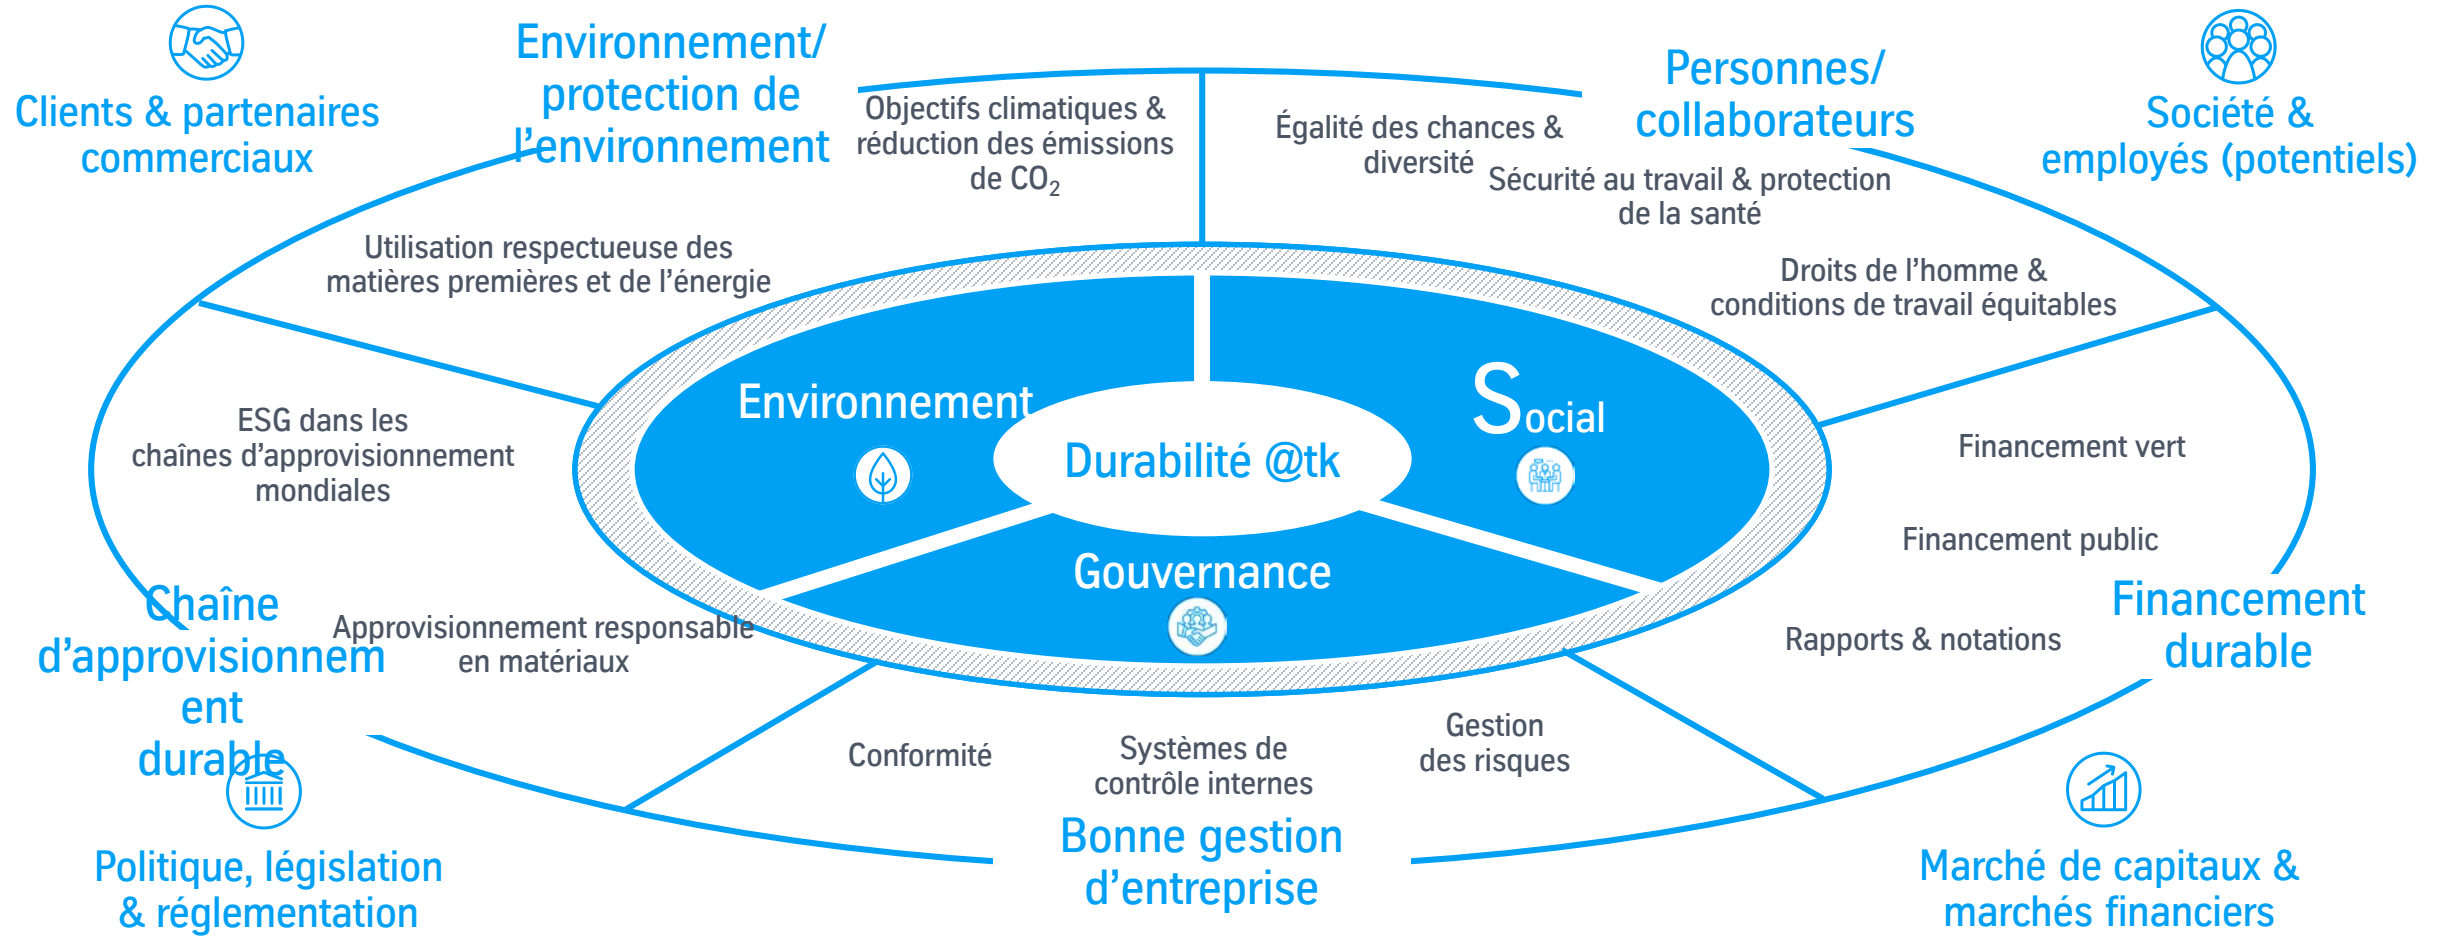 Clients & partenaires
commerciaux
Environnement/
protection de
l’environnement
Personnes/
collaborateurs
Société &
employés (potentiels)
Objectifs climatiques &
réduction des émissions
de CO₂
Égalité des chances &
diversité
Sécurité au travail & protection
de la santé
Utilisation respectueuse des
matières premières et de l’énergie
Droits de l’homme &
conditions de travail équitables
ESG dans les
chaînes d’approvisionnement
mondiales
Environnement
Social
Durabilité @tk
Gouvernance
Financement vert
Financement public
Rapports & notations
Financement
durable
Chaîne
d’approvisionnem
ent
durable
Approvisionnement responsable
en matériaux
Conformité
Systèmes de
contrôle internes
Gestion
des risques
Bonne gestion
d’entreprise
Politique, législation
& réglementation
Marché de capitaux &
marchés financiers